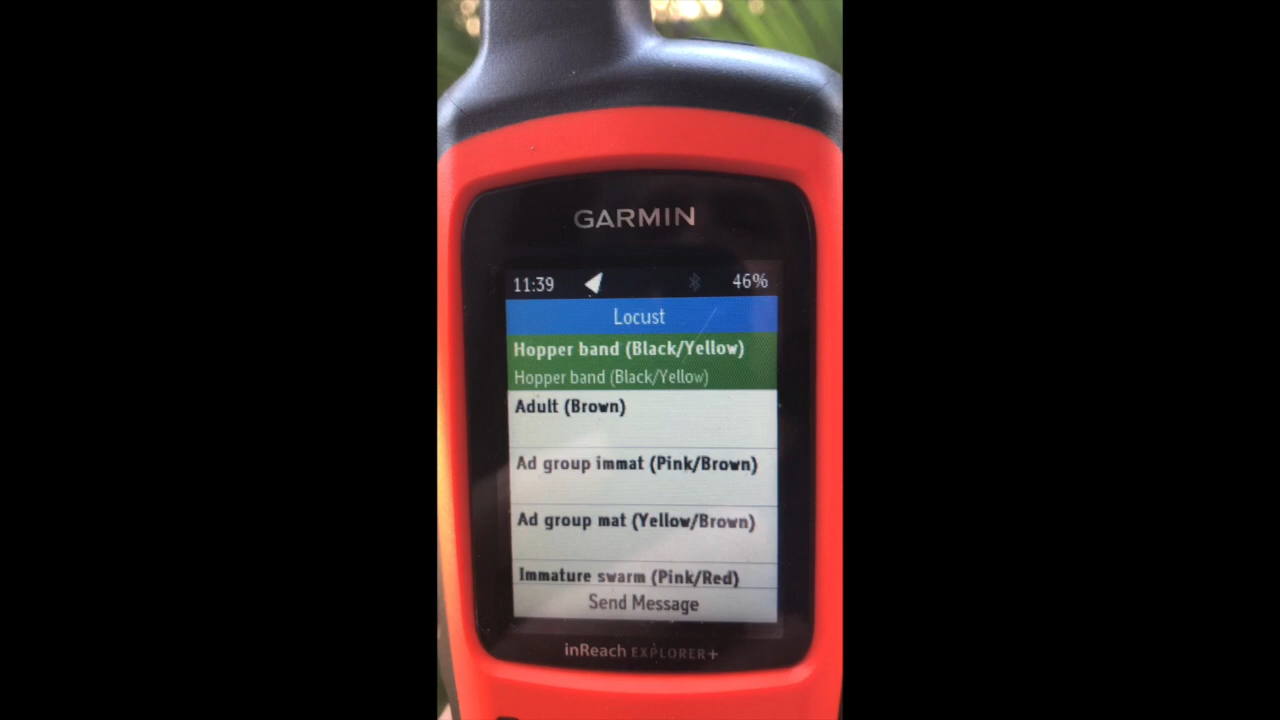 GARMIN
11:39 46%
Locust
Hopper band (Black/Yellow)
Hopper band (Black/Yellow)
Adult (Brown)
Ad group immat (Pink/Brown)
Ad group mat (Yellow/Brown)
Immature swarm (Pink/Red)
Send Message
inReach EXPLORER+